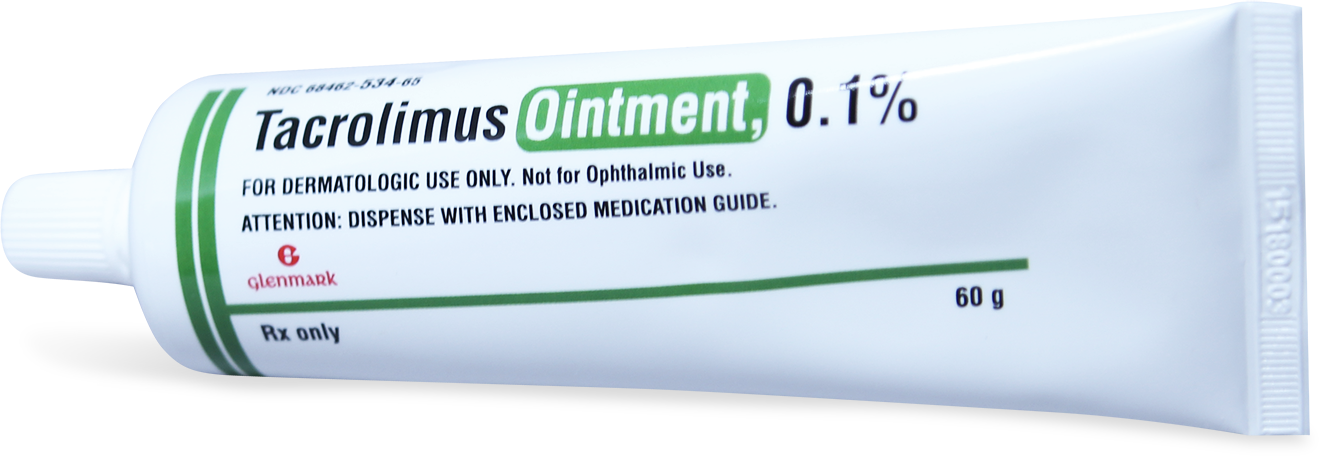 NDC 68462-534-65
Tacrolimus Ointment, 0.1%
FOR DERMATOLOGIC USE ONLY. Not for Ophthalmic Use.
ATTENTION: DISPENSE WITH ENCLOSED MEDICATION GUIDE.
G
glenmark
60 g
Rx only
15180003